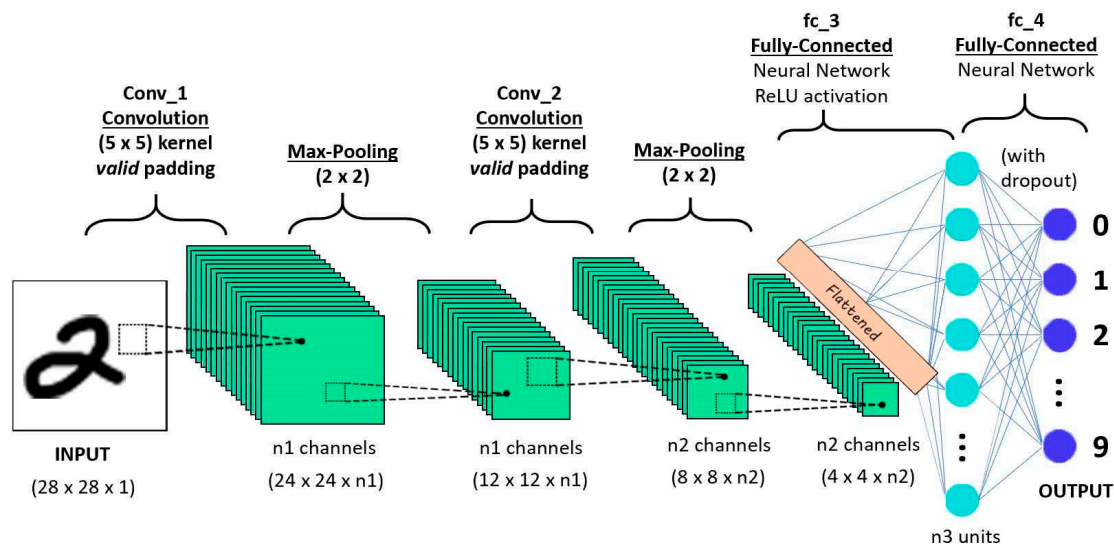 fc_3
Fully-Connected
Neural Network
ReLU activation
fc_4
Fully-Connected
Neural Network
Conv_1
Convolution
(5 x 5) kernel
valid padding
Max-Pooling
(2 x 2)
Conv_2
Convolution
(5 x 5) kernel
valid padding
Max-Pooling
(2 x 2)
(with
dropout)
Flattened
0
1
2
9
INPUT
(28 x 28 x 1)
n1 channels
(24 x 24 x n1)
n1 channels
(12 x 12 x n1)
n2 channels
(8 x 8 x n2)
n2 channels
(4 x 4 x n2)
OUTPUT
n3 units